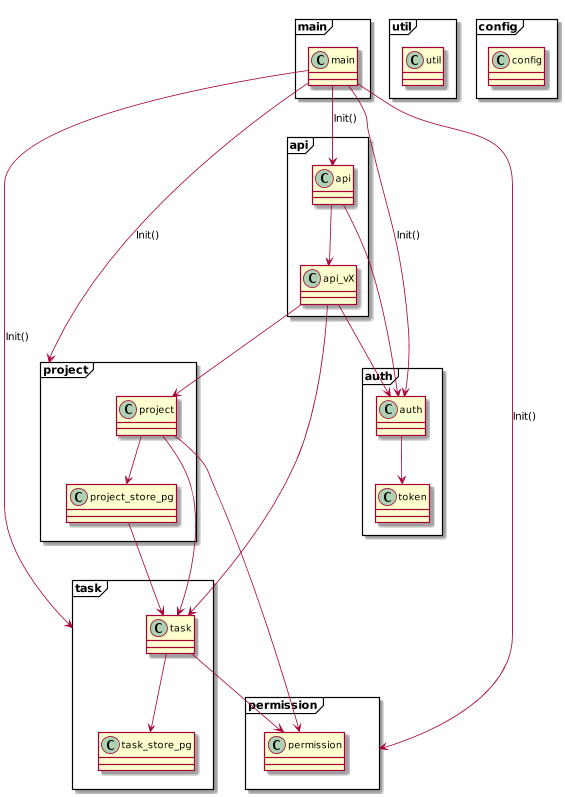 main
util
config
C main
C util
C config
Init()
api
C api
Init()
Init()
C api_vX
Init()
project
auth
C project
C auth
Init()
C project_store_pg
C token
task
C task
permission
C task_store_pg
C permission